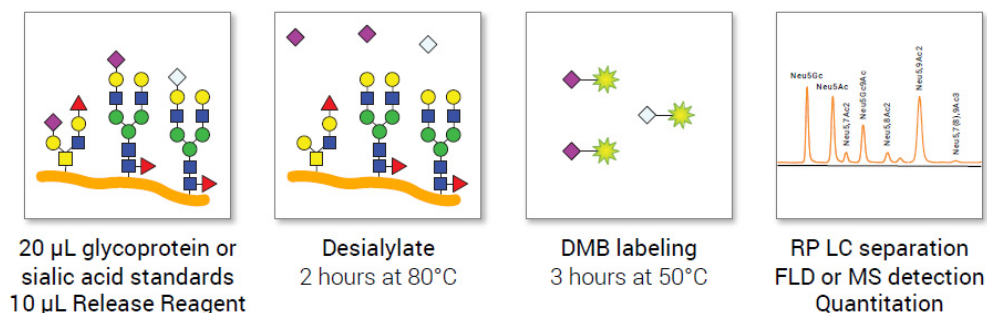 Neu5Gc
Neu5Ac
Neu5,7Ac2
Neu5Gc9Ac
Neu5,8Ac2
Neu5,9Ac2
Neu5,7(8),9Ac3
20 µL glycoprotein or
sialic acid standards
10 µL Release Reagent
Desialylate
2 hours at 80°C
DMB labeling
3 hours at 50°C
RP LC separation
FLD or MS detection
Quantitation